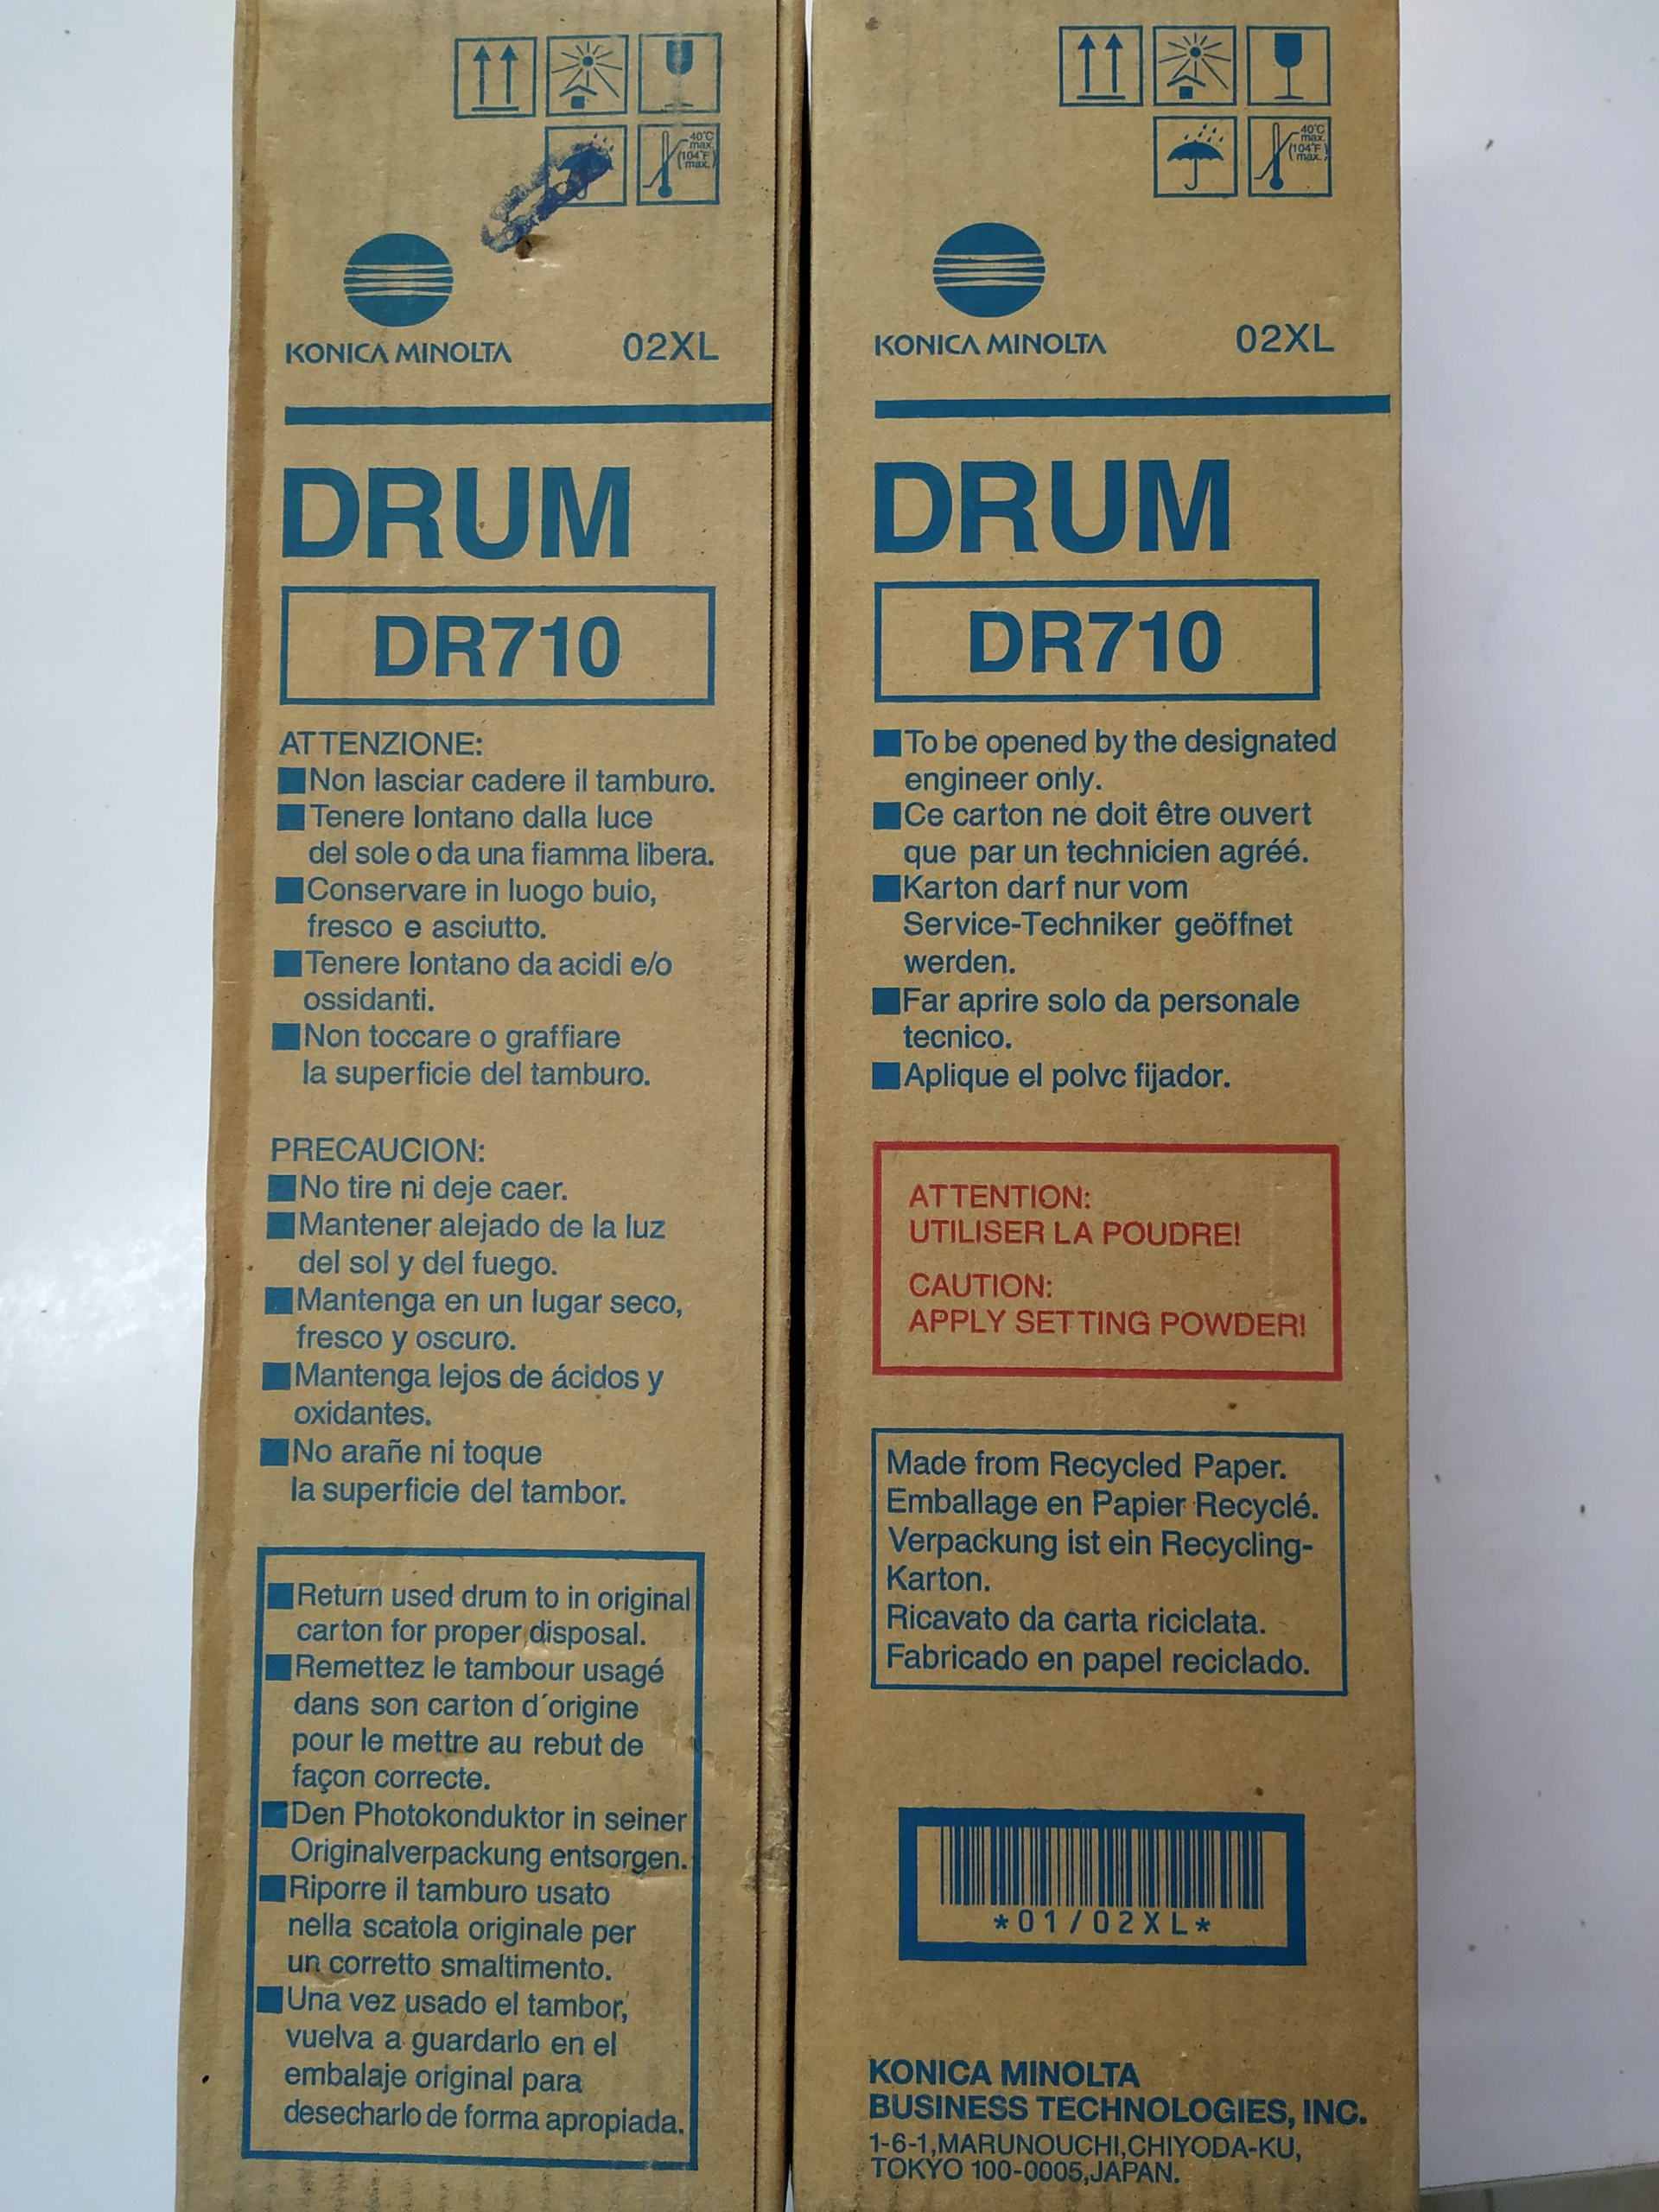 40°C
max.
(104°F
max.)
KONICA MINOLTA
02XL
DRUM
DR710
ATTENZIONE:
■Non lasciar cadere il tamburo.
■Tenere lontano dalla luce
del sole o da una fiamma libera.
■Conservare in luogo buio,
fresco e asciutto.
■Tenere lontano da acidi e/o
ossidanti.
■Non toccare o graffiare
la superficie del tamburo.
PRECAUCION:
■No tire ni deje caer.
■Mantener alejado de la luz
del sol y del fuego.
■Mantenga en un lugar seco,
fresco y oscuro.
■Mantenga lejos de ácidos y
oxidantes.
■No arañe ni toque
la superficie del tambor.
■Return used drum to in original
carton for proper disposal.
■Remettez le tambour usagé
dans son carton d´origine
pour le mettre au rebut de
façon correcte.
■Den Photokonduktor in seiner
Originalverpackung entsorgen.
■Riporre il tamburo usato
nella scatola originale per
un corretto smaltimento.
■Una vez usado el tambor,
vuelva a guardarlo en el
embalaje original para
desecharlo de forma apropiada.
40°C
max.
(104°F
max.)
KONICA MINOLTA
02XL
DRUM
DR710
■To be opened by the designated
engineer only.
■Ce carton ne doit être ouvert
que par un technicien agréé.
■Karton darf nur vom
Service-Techniker geöffnet
werden.
■Far aprire solo da personale
tecnico.
■Aplique el polvc fijador.
ATTENTION:
UTILISER LA POUDRE!
CAUTION:
APPLY SETTING POWDER!
Made from Recycled Paper.
Emballage en Papier Recyclé.
Verpackung ist ein Recycling-
Karton.
Ricavato da carta riciclata.
Fabricado en papel reciclado.
*01/02XL*
KONICA MINOLTA
BUSINESS TECHNOLOGIES, INC.
1-6-1,MARUNOUCHI,CHIYODA-KU,
TOKYO 100-0005,JAPAN.